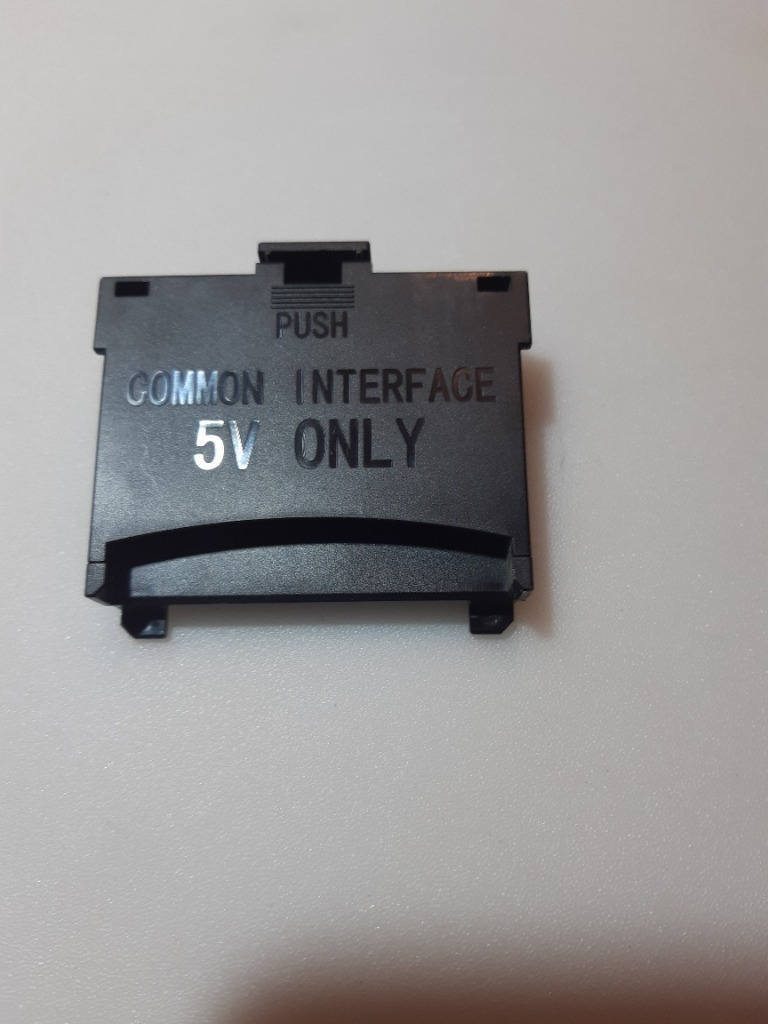 PUSH
COMMON INTERFACE
5V ONLY